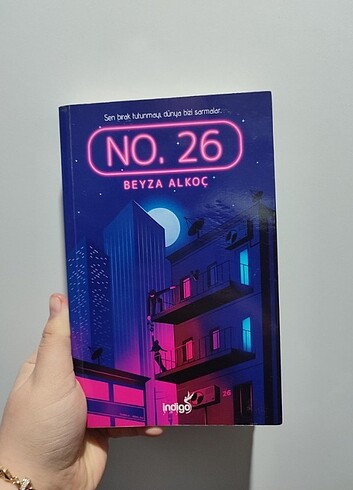 Sen bırak tutunmayı, dünya bizi sarmalar.
NO. 26
BEYZA ALKOÇ
26
indigo